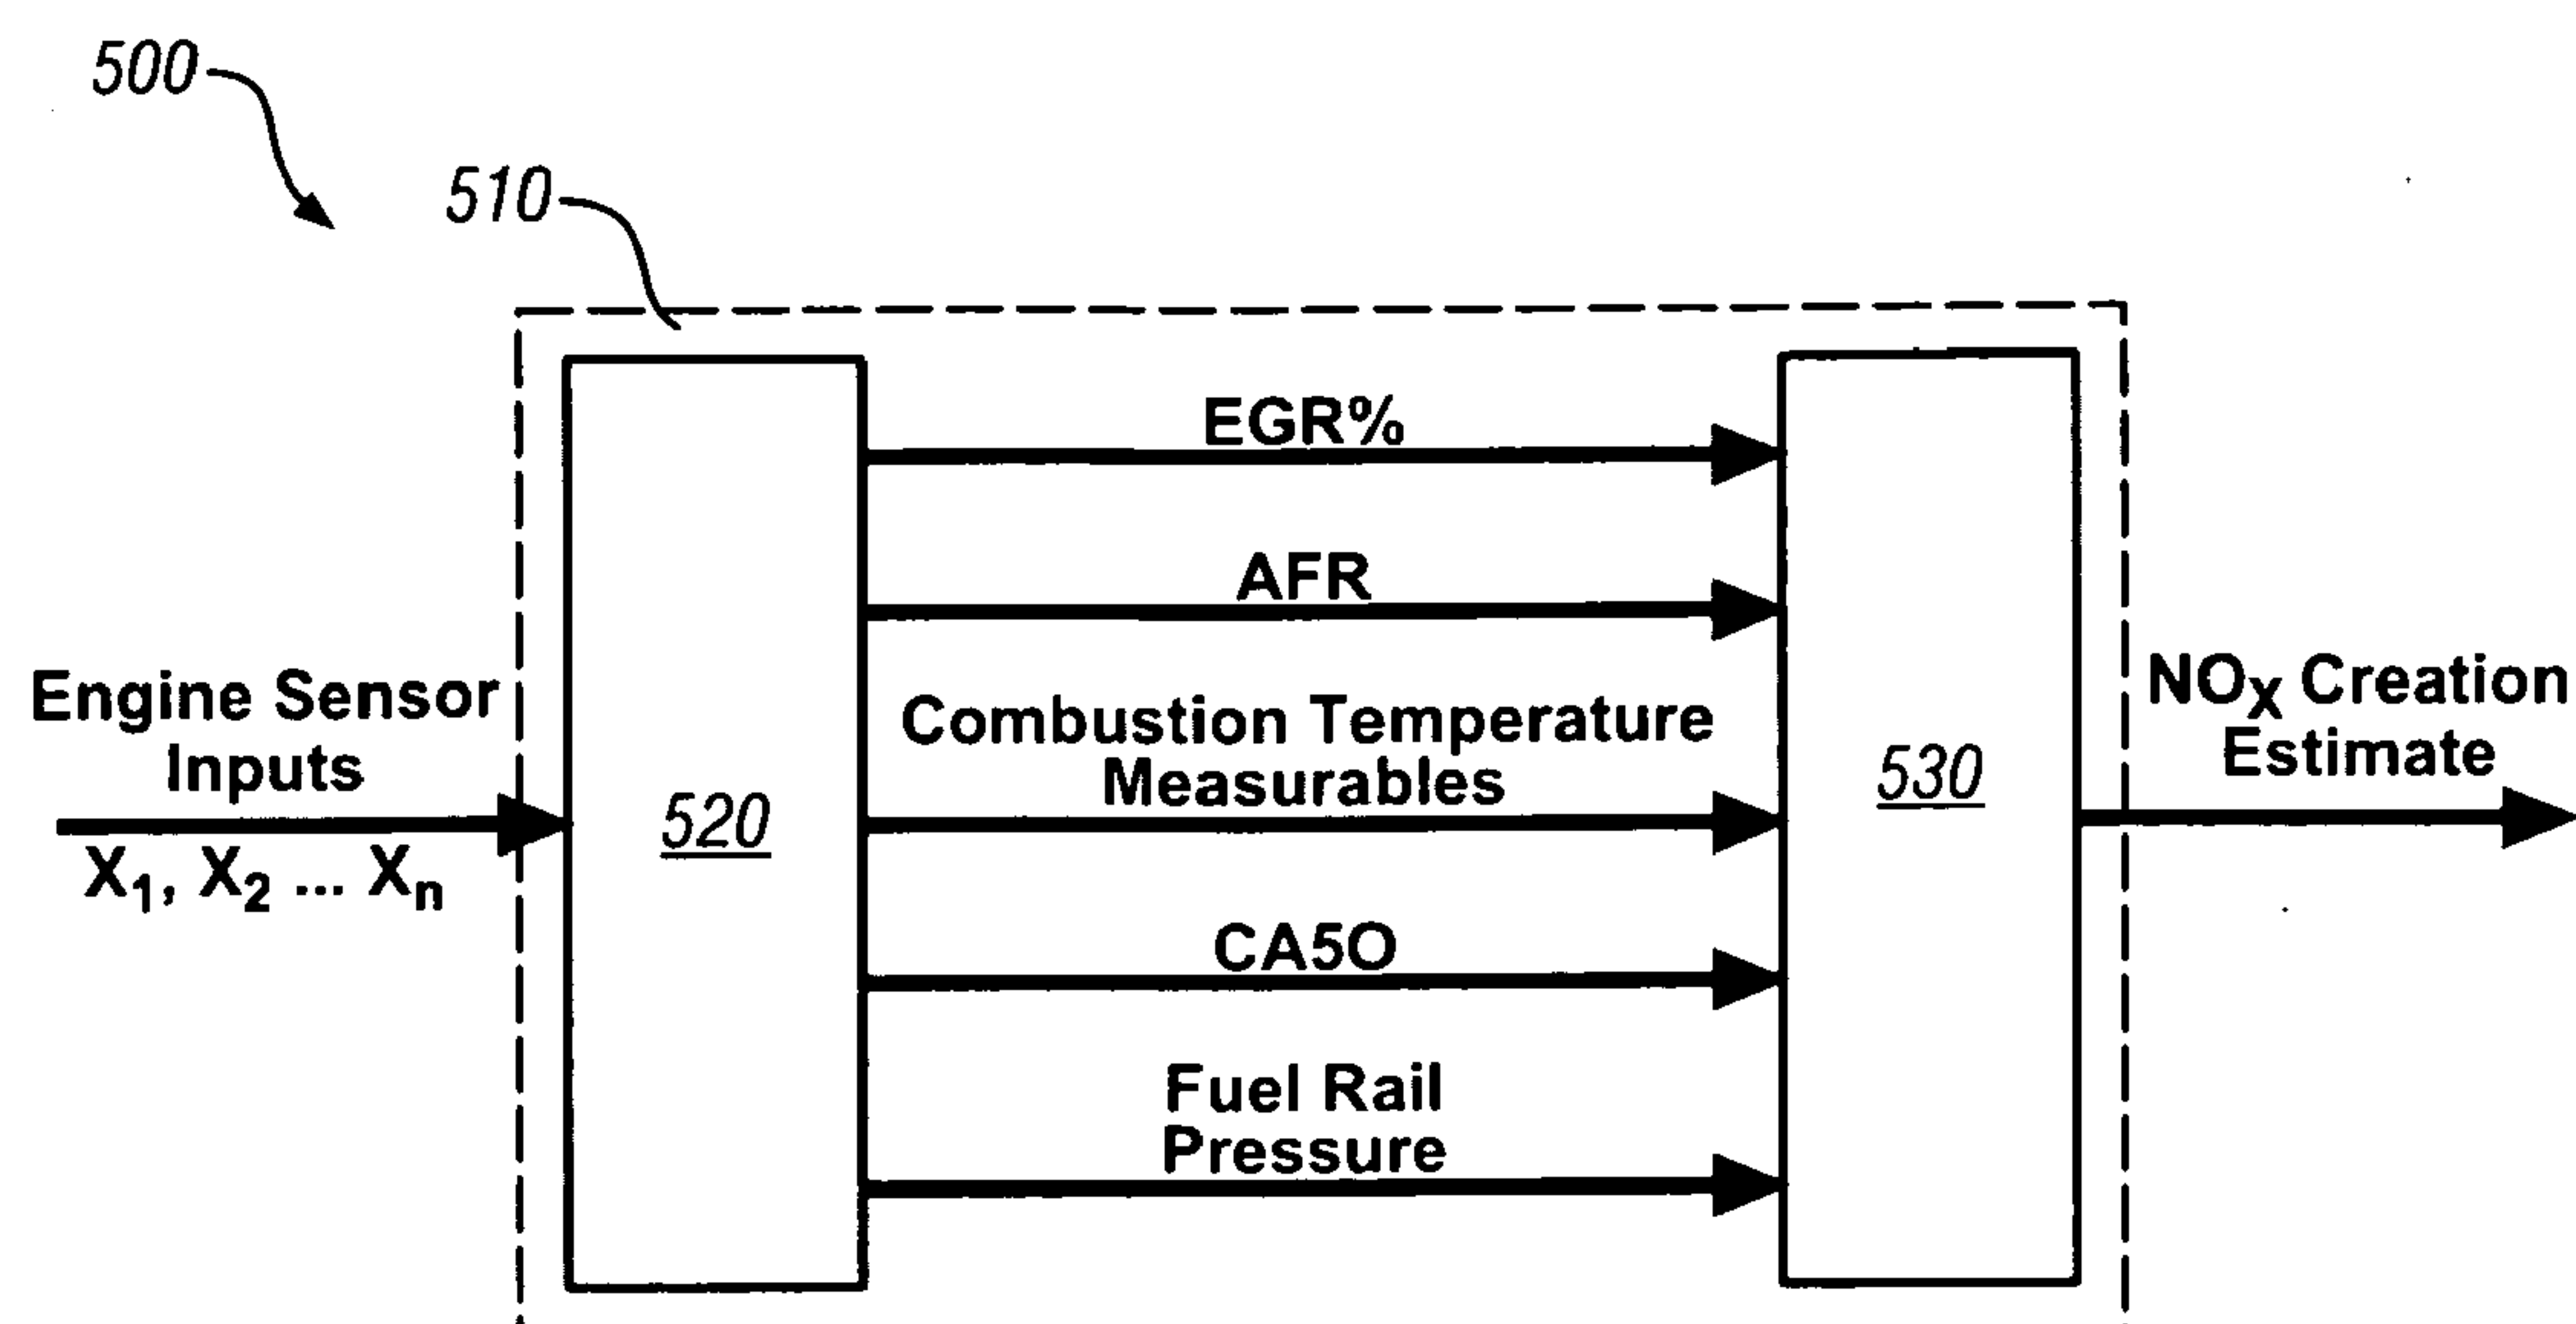 500
510
EGR%
AFR
Engine Sensor
Inputs
X1, X2 ... Xn
520
Combustion Temperature
Measurables
530
NOX Creation
Estimate
CA5O
Fuel Rail
Pressure